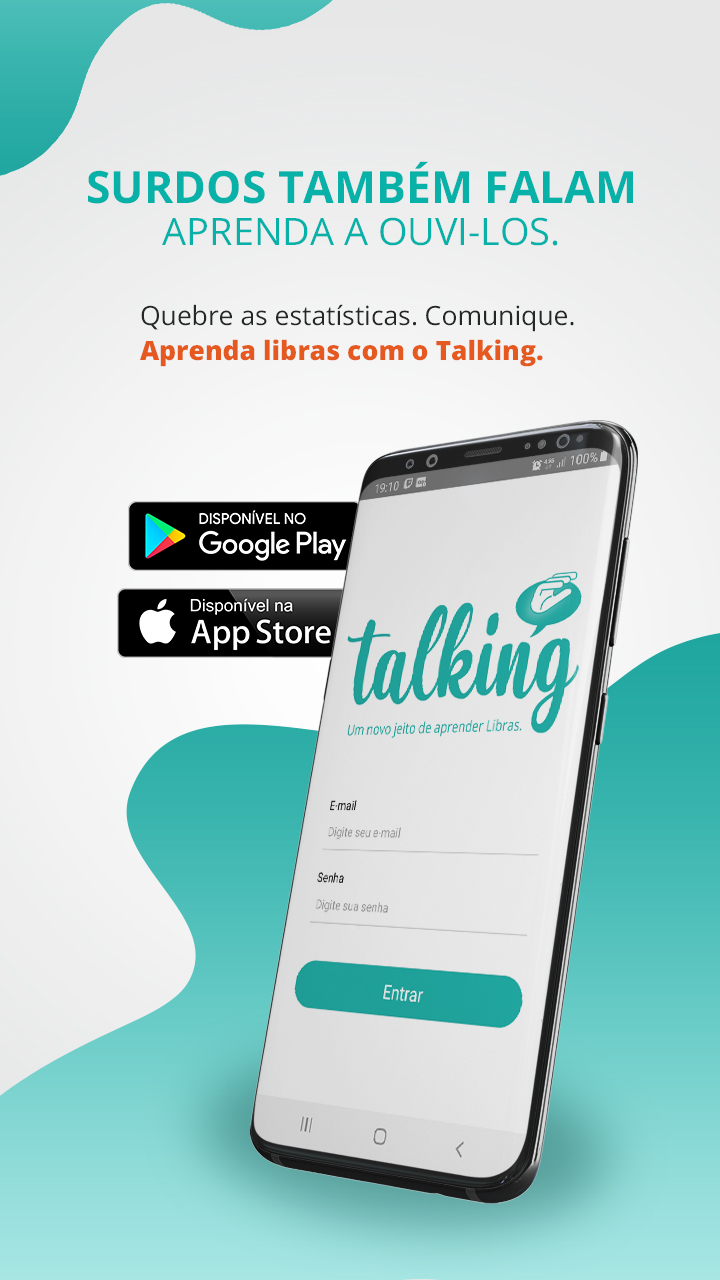 SURDOS TAMBÉM FALAM
APRENDA A OUVI-LOS.
Quebre as estatísticas. Comunique.
Aprenda libras com o Talking.
19:10
100%
DISPONÍVEL NO
Google Play
Disponível na
App Store
talking
Um novo jeito de aprender Libras.
E-mail
Digite seu e-mail
Senha
Digite sua senha
Entrar